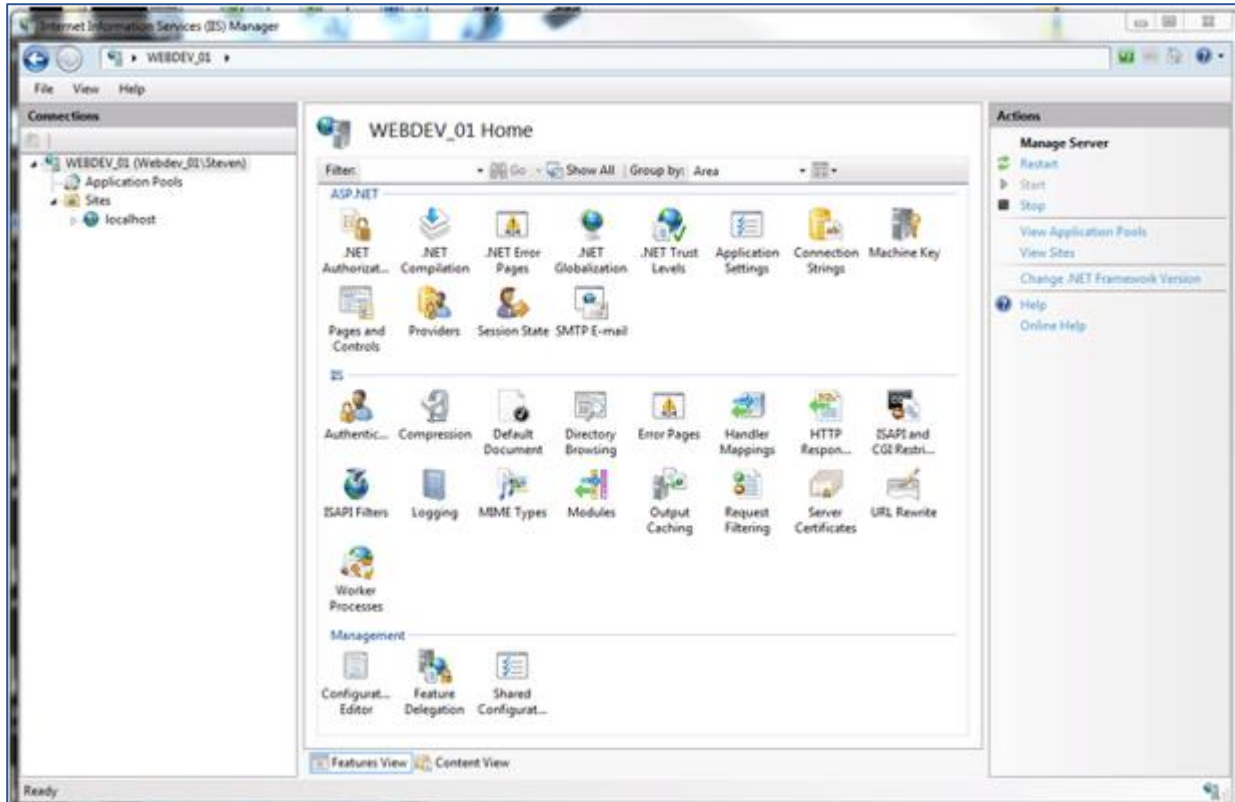 Internet Information Services (IIS) Manager
WEBDEV_01
File View Help
Connections
WEBDEV_01 (Webdev_01\Steven)
Application Pools
Sites
localhost
WEBDEV_01 Home
Filter: Go Show All Group by: Area
ASP.NET
.NET Authorizat... .NET Compilation .NET Error Pages .NET Globalization .NET Trust Levels Application Settings Connection Strings Machine Key
Pages and Controls Providers Session State SMTP E-mail
IIS
Authentic... Compression Default Document Directory Browsing Error Pages Handler Mappings HTTP Respon... ISAPI and CGI Restri...
ISAPI Filters Logging MIME Types Modules Output Caching Request Filtering Server Certificates URL Rewrite
Worker Processes
Management
Configurat... Editor Feature Delegation Shared Configurat...
Features View Content View
Actions
Manage Server
Restart
Start
Stop
View Application Pools
View Sites
Change .NET Framework Version
Help
Online Help
Ready